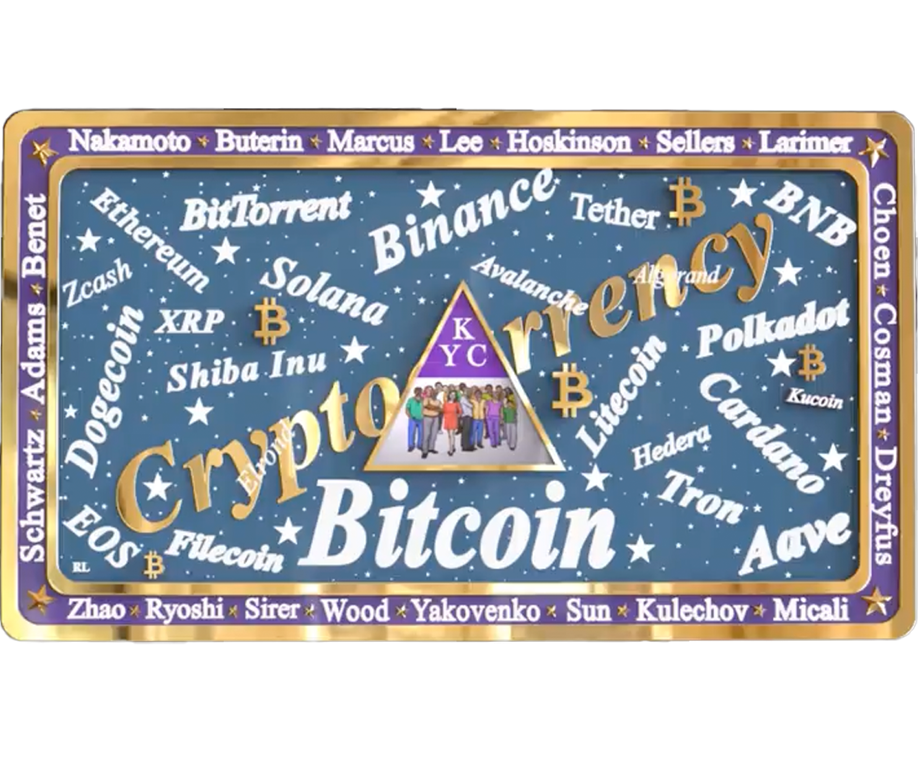 Nakamoto Buterin Marcus Lee Hoskinson Sellers Larimer
Choen Cosman Dreyfus
Schwartz Adams Benet
Zhao Ryoshi Sirer Wood Yakovenko Sun Kulechov Micali
Ethereum
BitTorrent
Binance
Tether
BNB
Zcash
Solana
Avalanche
Algorand
XRP
Polkadot
Dogecoin
Shiba Inu
K
YC
Litecoin
Kucoin
Cardano
Crypto rrency
Elrond
Hedera
Tron
Bitcoin
EOS
Filecoin
Aave
RL